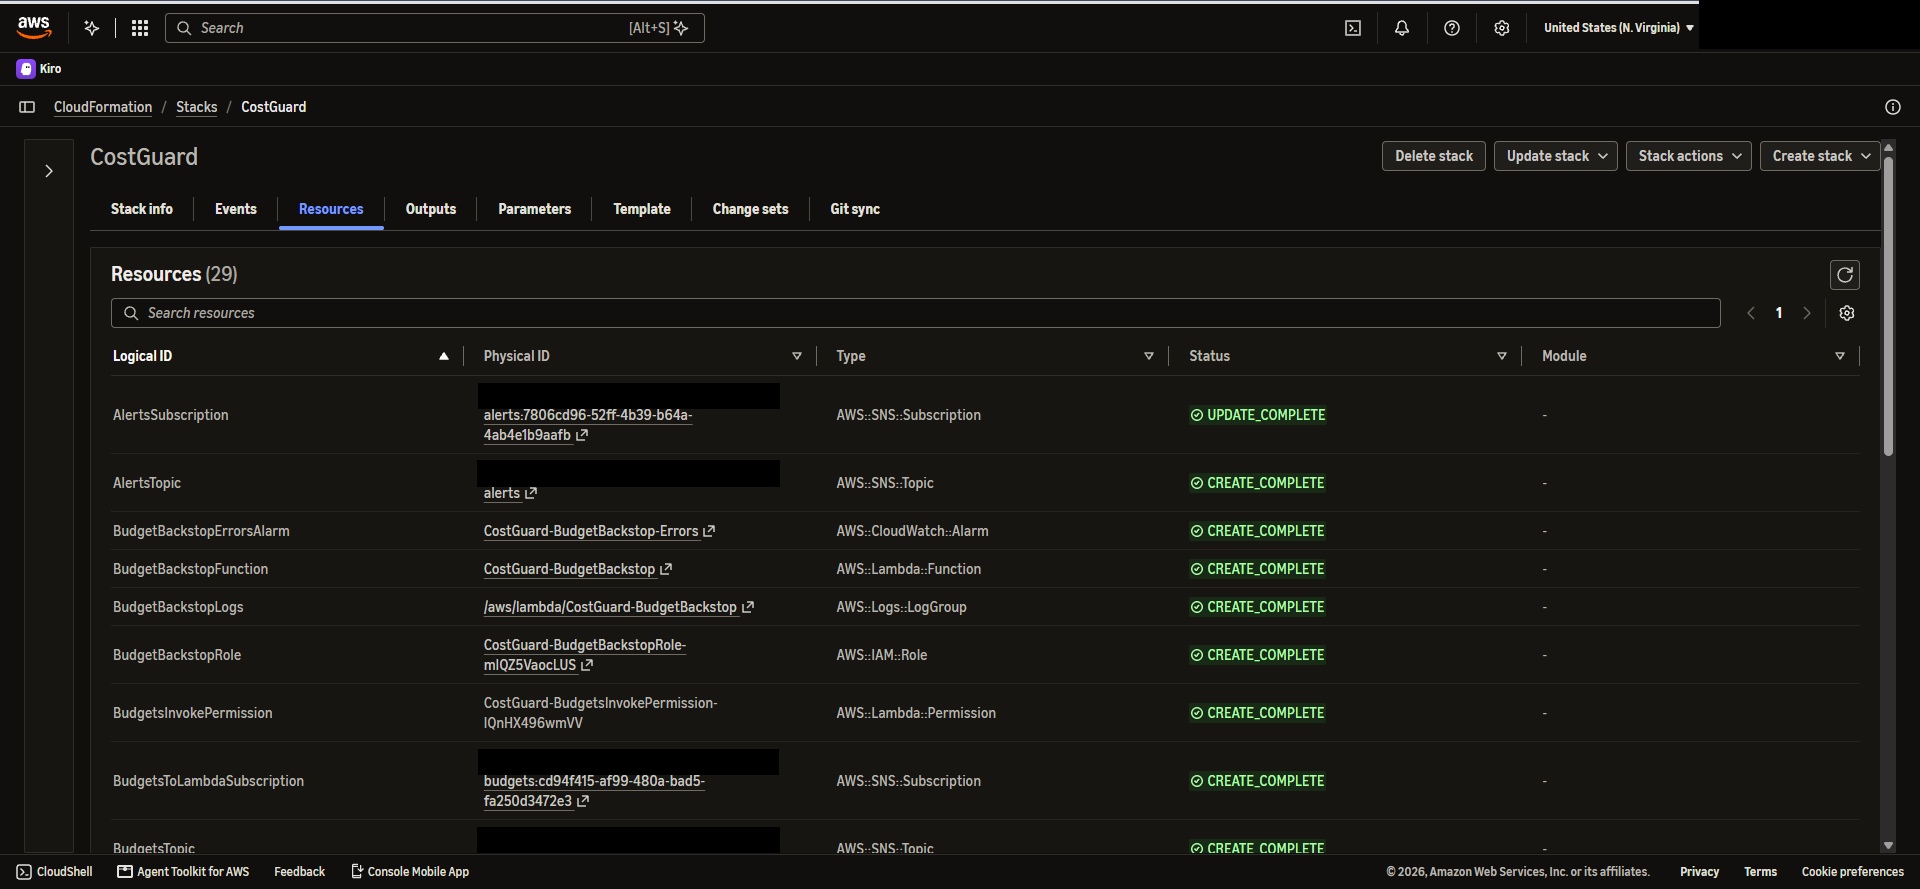 aws
Search [Alt+S]
United States (N. Virginia)
Kiro
CloudFormation / Stacks / CostGuard
CostGuard
Delete stack Update stack Stack actions Create stack
Stack info Events Resources Outputs Parameters Template Change sets Git sync
Resources (29)
Search resources
1
Logical ID Physical ID Type Status Module
AlertsSubscription alerts:7806cd96-52ff-4b39-b64a-4ab4e1b9aafb AWS::SNS::Subscription UPDATE_COMPLETE -
AlertsTopic alerts AWS::SNS::Topic CREATE_COMPLETE -
BudgetBackstopErrorsAlarm CostGuard-BudgetBackstop-Errors AWS::CloudWatch::Alarm CREATE_COMPLETE -
BudgetBackstopFunction CostGuard-BudgetBackstop AWS::Lambda::Function CREATE_COMPLETE -
BudgetBackstopLogs /aws/lambda/CostGuard-BudgetBackstop AWS::Logs::LogGroup CREATE_COMPLETE -
BudgetBackstopRole CostGuard-BudgetBackstopRole-mIQZ5VaocLUS AWS::IAM::Role CREATE_COMPLETE -
BudgetsInvokePermission CostGuard-BudgetsInvokePermission-IQnHX496wmVV AWS::Lambda::Permission CREATE_COMPLETE -
BudgetsToLambdaSubscription budgets:cd94f415-af99-480a-bad5-fa250d3472e3 AWS::SNS::Subscription CREATE_COMPLETE -
BudgetsTopic AWS::SNS::Topic CREATE_COMPLETE -
CloudShell Agent Toolkit for AWS Feedback Console Mobile App © 2026, Amazon Web Services, Inc. or its affiliates. Privacy Terms Cookie preferences